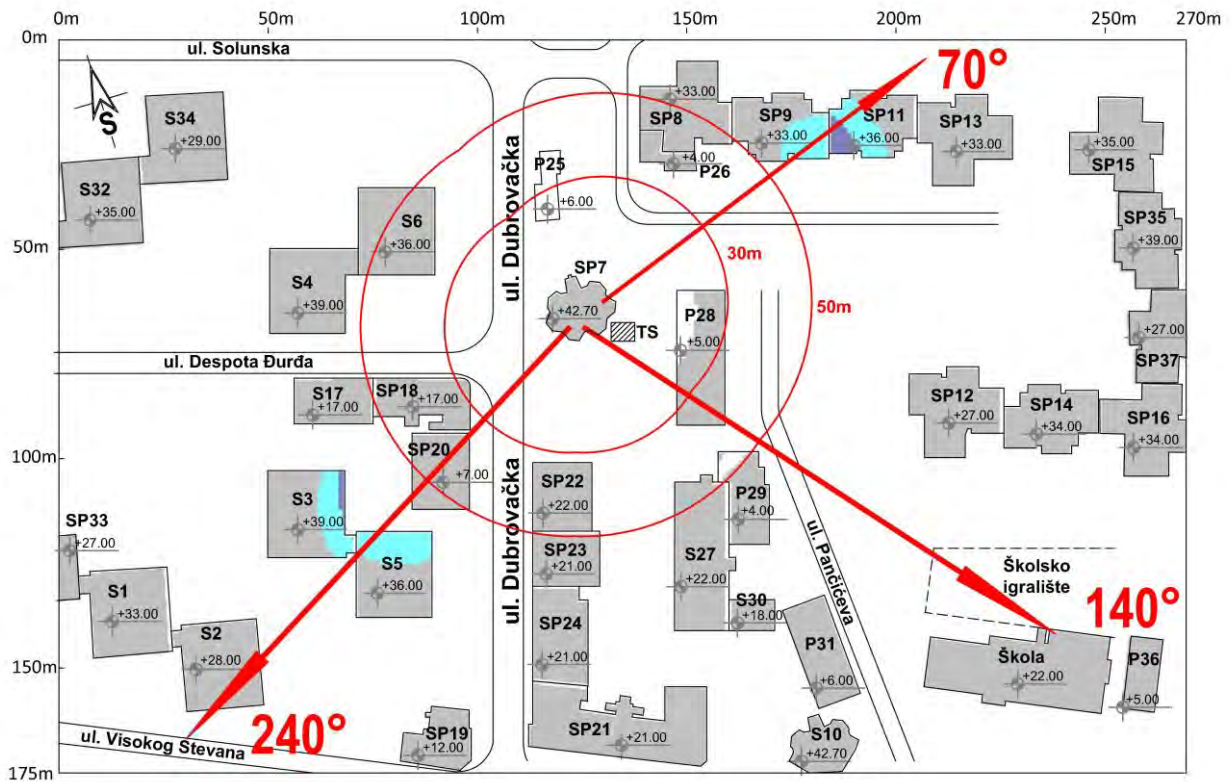 0m
50m
100m
150m
200m
250m
270m
0m
50m
100m
150m
175m
ul. Solunska
S
S34
+29.00
S32
+35.00
S6
+36.00
S4
+39.00
ul. Dubrovačka
P25
+6.00
SP8
+33.00
+4.00
P26
SP9
+33.00
SP11
+36.00
70°
SP13
+33.00
+35.00
SP15
SP35
+39.00
+27.00
SP37
SP7
+42.70
TS
30m
50m
P28
+5.00
ul. Despota Đurđa
S17
+17.00
SP18
+17.00
SP20
+7.00
SP12
+27.00
SP14
+34.00
SP16
+34.00
S3
+39.00
S5
+36.00
ul. Dubrovačka
SP22
+22.00
SP23
+21.00
SP24
+21.00
SP21
+21.00
P29
+4.00
S27
+22.00
S30
+18.00
ul. Pančićeva
P31
+6.00
S10
+42.70
Školsko
igralište
140°
Škola
+22.00
P36
+5.00
SP33
+27.00
S1
+33.00
S2
+28.00
240°
ul. Visokog Stevana
SP19
+12.00